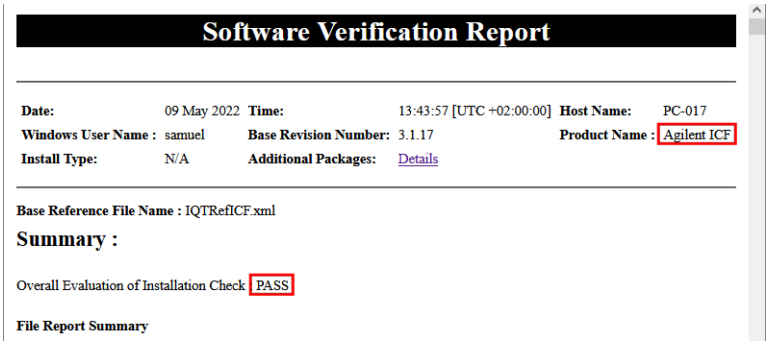 Software Verification Report
Date: 09 May 2022 Time: 13:43:57 [UTC +02:00:00] Host Name: PC-017
Windows User Name : samuel Base Revision Number: 3.1.17 Product Name : Agilent ICF
Install Type: N/A Additional Packages: Details
Base Reference File Name : IQTRefICF.xml
Summary :
Overall Evaluation of Installation Check : PASS
File Report Summary